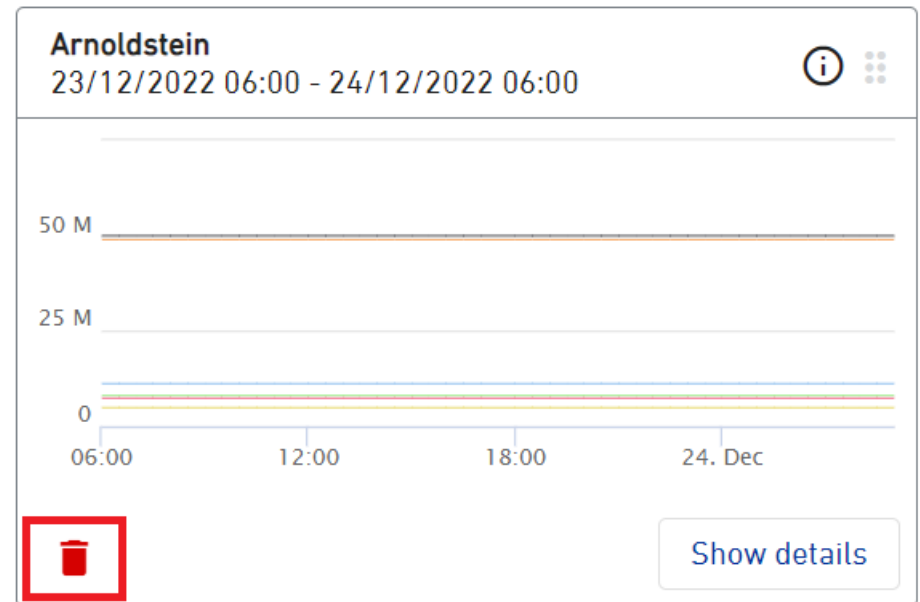 Arnoldstein
23/12/2022 06:00 - 24/12/2022 06:00
50 M
25 M
0
06:00 12:00 18:00 24. Dec
Show details